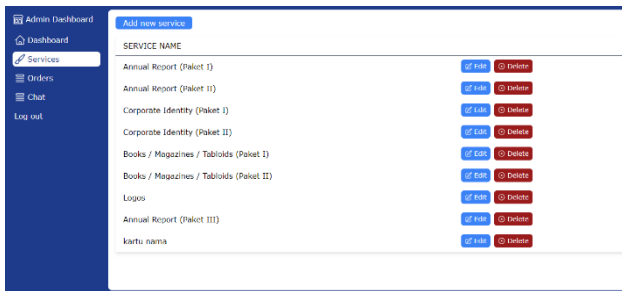 Admin Dashboard
Dashboard
Services
Orders
Chat
Log out
Add new service
SERVICE NAME
Annual Report (Paket I) Edit Delete
Annual Report (Paket II) Edit Delete
Corporate Identity (Paket I) Edit Delete
Corporate Identity (Paket II) Edit Delete
Books / Magazines / Tabloids (Paket I) Edit Delete
Books / Magazines / Tabloids (Paket II) Edit Delete
Logos Edit Delete
Annual Report (Paket III) Edit Delete
kartu nama Edit Delete